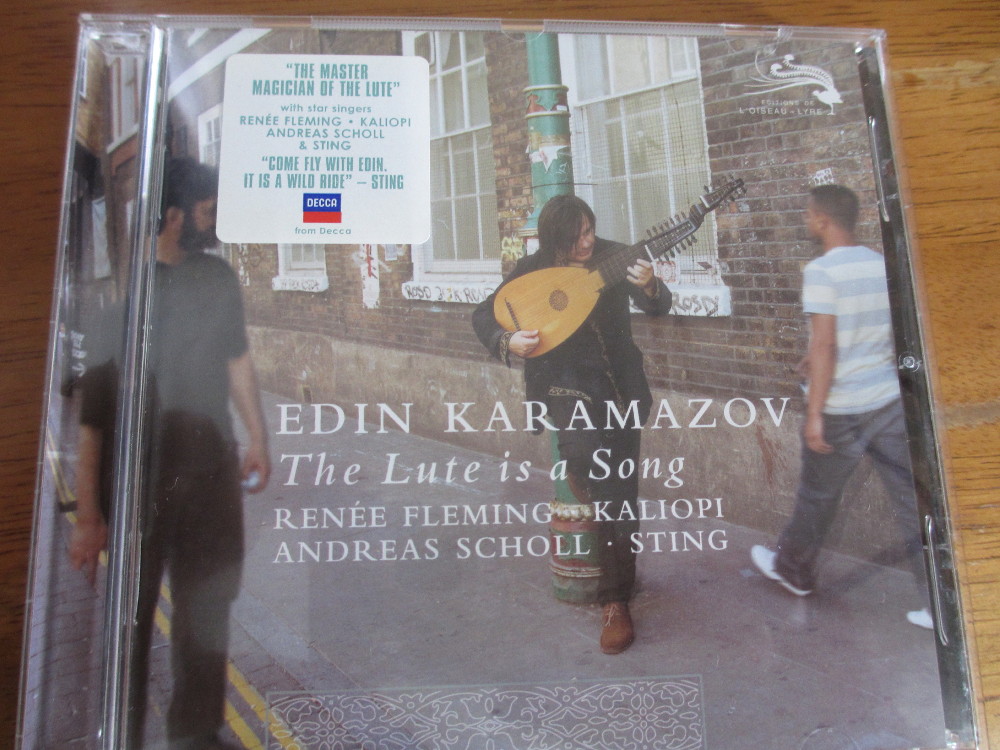 "THE MASTER
MAGICIAN OF THE LUTE"
with star singers
RENÉE FLEMING • KALIOPI
ANDREAS SCHOLL
& STING
"COME FLY WITH EDIN.
IT IS A WILD RIDE" – STING
DECCA
from Decca
EDITIONS DE
L'OISEAU-LYRE
EDIN KARAMAZOV
The Lute is a Song
RENÉE FLEMING · KALIOPI
ANDREAS SCHOLL · STING